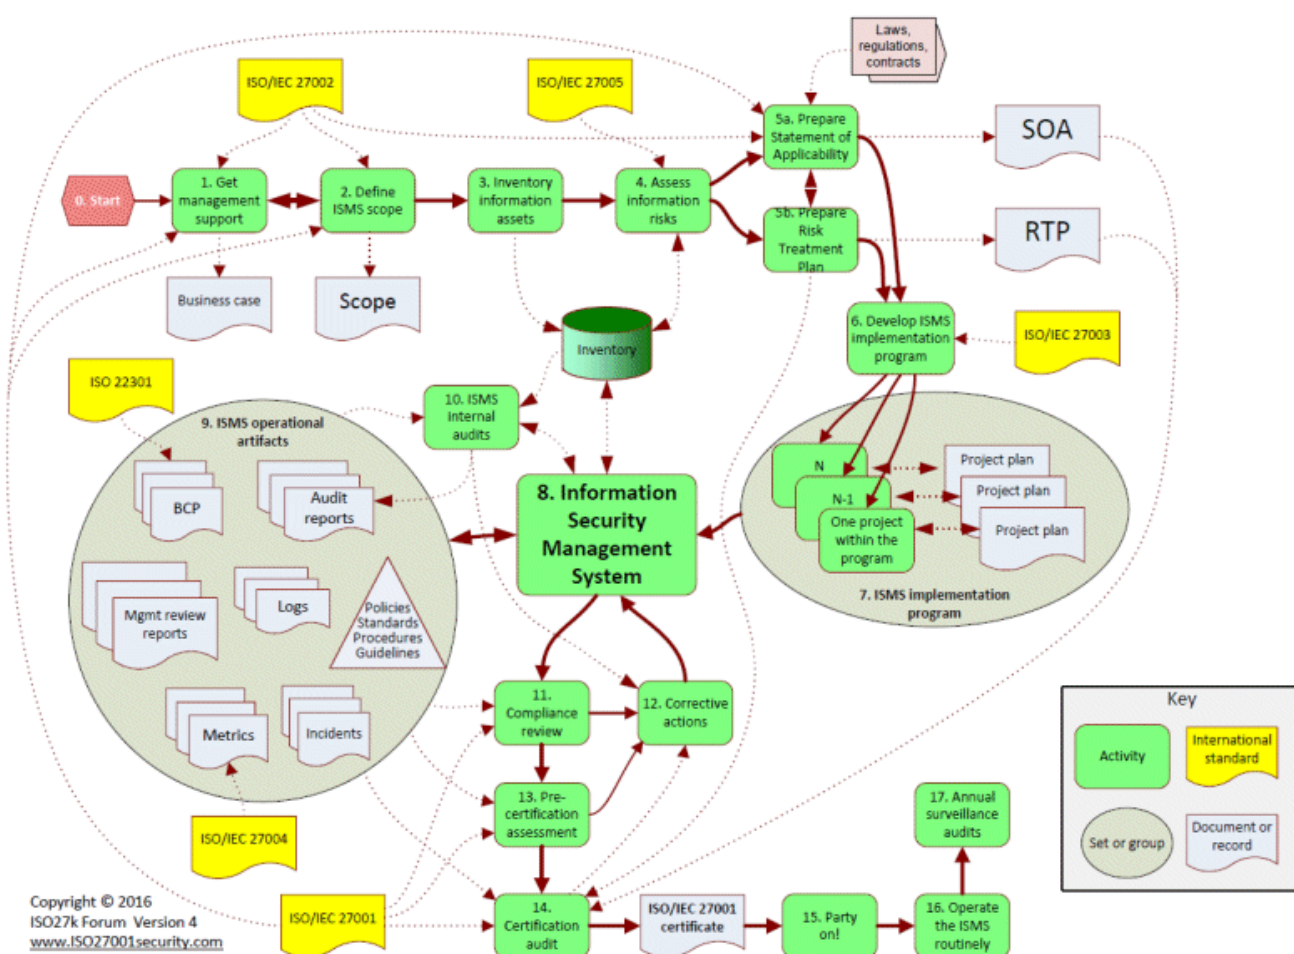 Laws,
regulations,
contracts
ISO/IEC 27002
ISO/IEC 27005
5a. Prepare
Statement of
Applicability
SOA
0. Start
1. Get
management
support
2. Define
ISMS scope
3. Inventory
information
assets
4. Assess
information
risks
5b. Prepare
Risk
Treatment
Plan
RTP
Business case
Scope
Inventory
6. Develop ISMS
implementation
program
ISO/IEC 27003
ISO 22301
10. ISMS
Internal
audits
9. ISMS operational
artifacts
BCP
Audit
reports
Mgmt review
reports
Logs
Policies
Standards
Procedures
Guidelines
Metrics
Incidents
8. Information
Security
Management
System
N
N-1
One project
within the
program
Project plan
Project plan
Project plan
7. ISMS implementation
program
11.
Compliance
review
12. Corrective
actions
13. Pre-
certification
assessment
ISO/IEC 27004
ISO/IEC 27001
14.
Certification
audit
ISO/IEC 27001
certificate
15. Party
on!
16. Operate
the ISMS
routinely
17. Annual
surveillance
audits
Key
Activity
International
standard
Set or group
Document or
record
Copyright © 2016
ISO27k Forum Version 4
www.ISO27001security.com